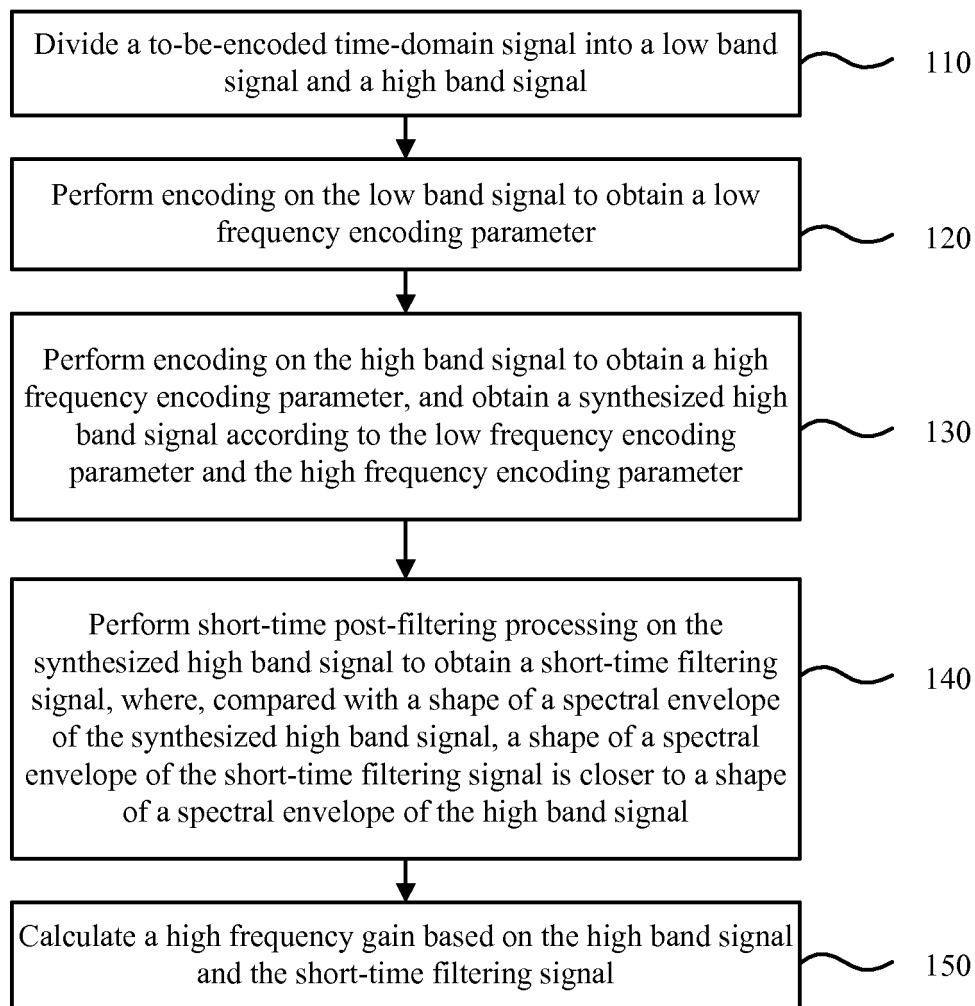 Divide a to-be-encoded time-domain signal into a low band
signal and a high band signal
110
Perform encoding on the low band signal to obtain a low
frequency encoding parameter
120
Perform encoding on the high band signal to obtain a high
frequency encoding parameter, and obtain a synthesized high
band signal according to the low frequency encoding
parameter and the high frequency encoding parameter
130
Perform short-time post-filtering processing on the
synthesized high band signal to obtain a short-time filtering
signal, where, compared with a shape of a spectral envelope
of the synthesized high band signal, a shape of a spectral
envelope of the short-time filtering signal is closer to a shape
of a spectral envelope of the high band signal
140
Calculate a high frequency gain based on the high band signal
and the short-time filtering signal
150